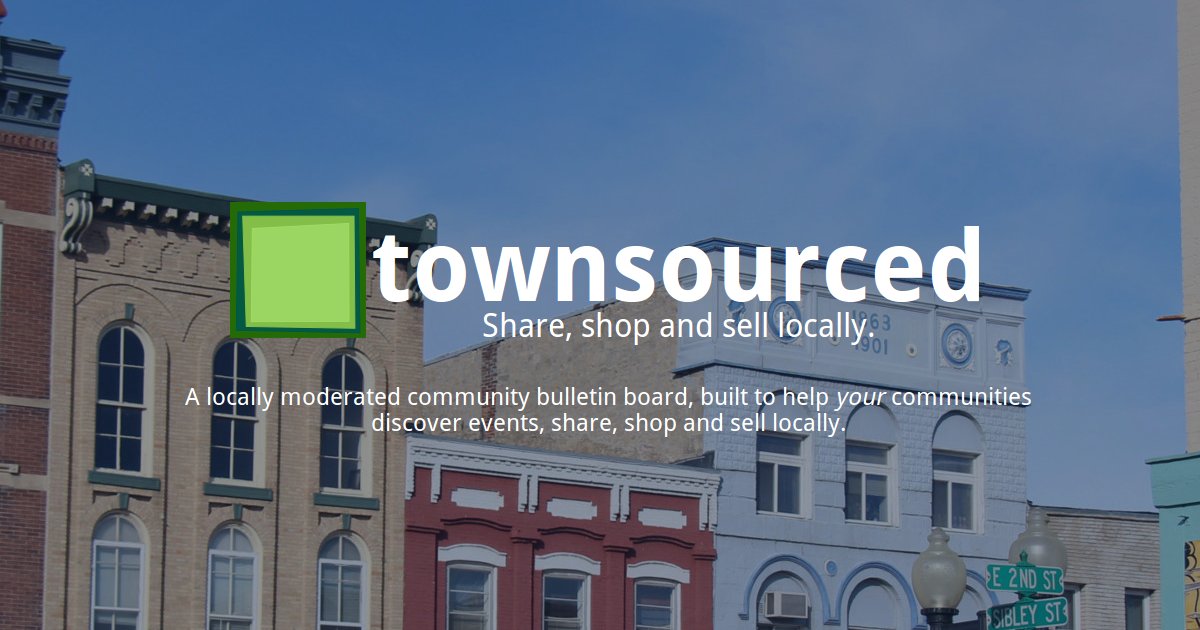 townsourced
Share, shop and sell locally.
1863
1901
A locally moderated community bulletin board, built to help your communities
discover events, share, shop and sell locally.
E 2ND ST
SIBLEY ST